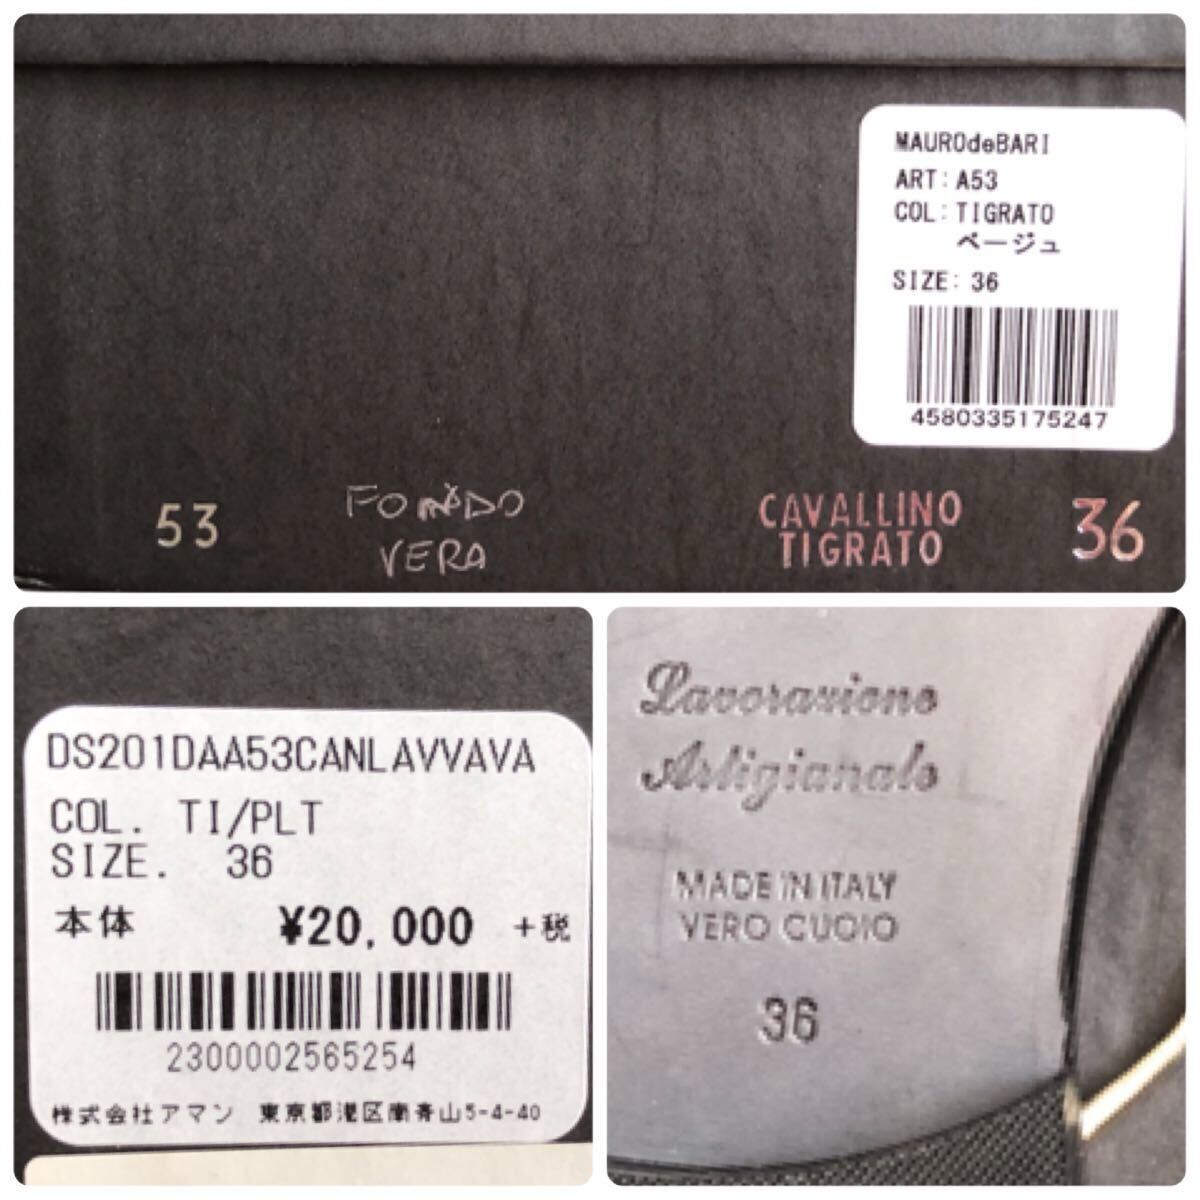 MAUROdeBARI
ART: A53
COL: TIGRATO
ベージュ
SIZE: 36
4580335175247
53
FONDO
VERA
CAVALLINO
TIGRATO
36
DS201DAA53CANLAVVAVA
COL. TI/PLT
SIZE. 36
本体 ¥20,000 +税
2300002565254
株式会社アマン 東京都港区南青山5-4-40
Lavorazione
Artigianale
MADE IN ITALY
VERO CUOIO
36